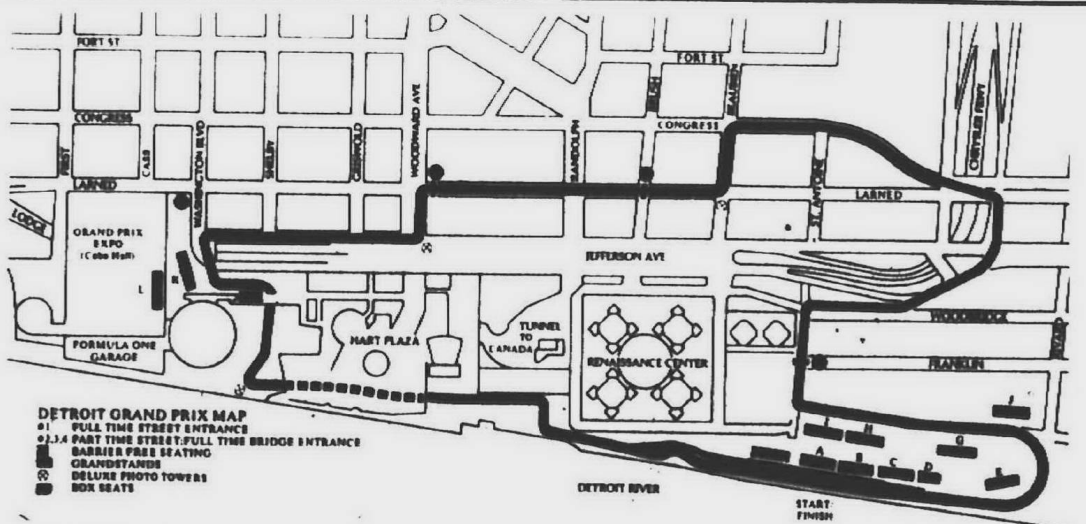 FORT ST.
FORT ST.
CONGRESS
CONGRESS
FIRST
CASS
WASHINGTON BLVD
SHELBY
GRISWOLD
WOODWARD AVE
RANDOLPH
BRUSH
BEAUBIEN
ST. ANTOINE
CHRYSLER FRWY
LARNED
LARNED
LODGE
GRAND PRIX
EXPO
(Cobo Hall)
L
K
JEFFERSON AVE
FORMULA ONE
GARAGE
HART PLAZA
TUNNEL
TO
CANADA
RENAISSANCE CENTER
WOODBRIDGE
FRANKLIN
RIVARD
DETROIT GRAND PRIX MAP
1 FULL TIME STREET ENTRANCE
2,3,4 PART TIME STREET:FULL TIME BRIDGE ENTRANCE
BARRIER FREE SEATING
GRANDSTANDS
DELUXE PHOTO TOWERS
BOX SEATS
DETROIT RIVER
I
H
J
G
A
B
C
D
E
START
FINISH